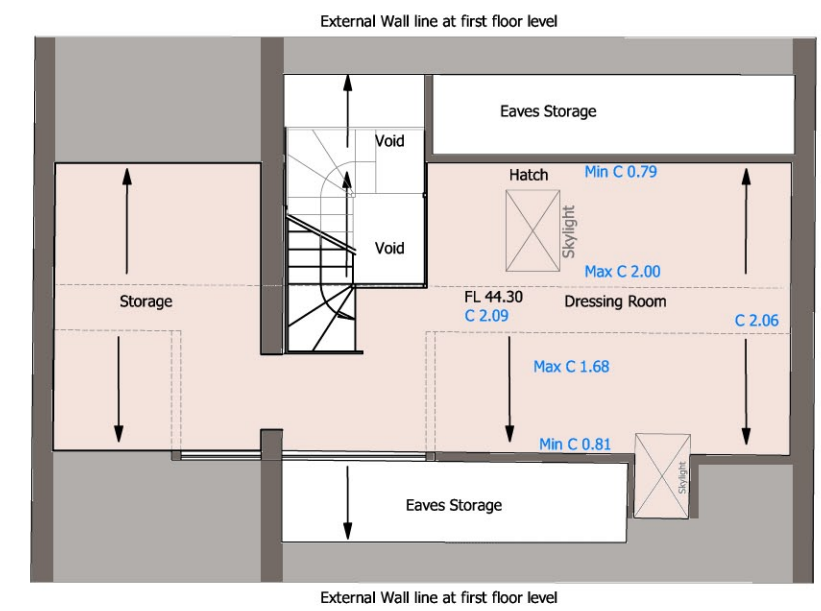 External Wall line at first floor level
Eaves Storage
Void
Hatch
Min C 0.79
Skylight
Void
Max C 2.00
Storage
FL 44.30
Dressing Room
C 2.09
C 2.06
Max C 1.68
Min C 0.81
Skylight
Eaves Storage
External Wall line at first floor level